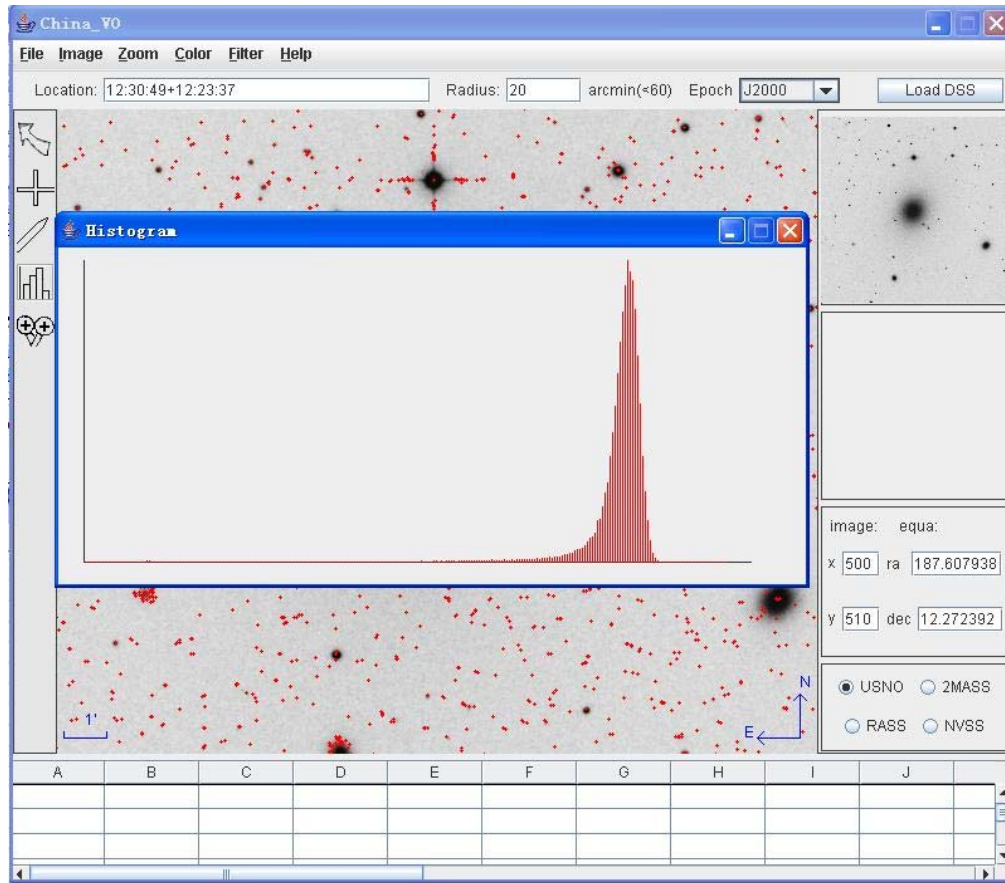 China_VO
File Image Zoom Color Filter Help
Location: 12:30:49+12:23:37 Radius: 20 arcmin(<60) Epoch J2000 Load DSS
Histogram
image: equa:
x 500 ra 187.607938
y 510 dec 12.272392
USNO 2MASS
RASS NVSS
1'
N
E
A B C D E F G H I J